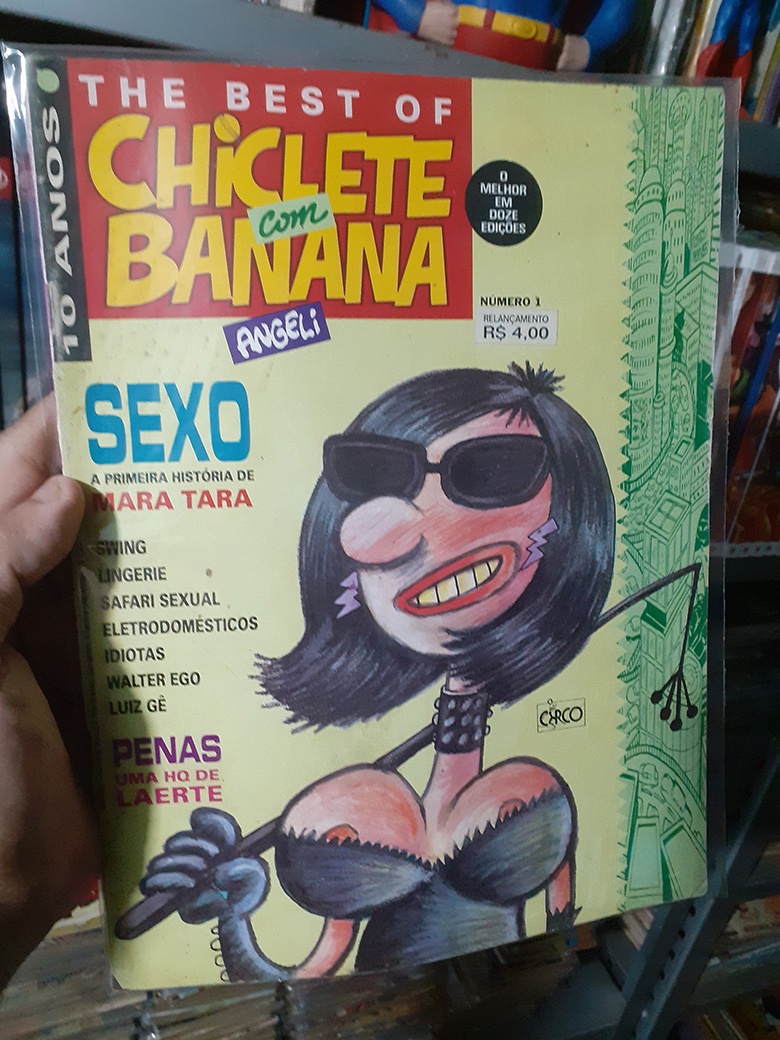 10 ANOS
THE BEST OF
CHiCLETE
com
BANANA
ANGELi
O
MELHOR
EM
DOZE
EDIÇÕES
NÚMERO 1
RELANÇAMENTO
R$ 4,00
SEXO
A PRIMEIRA HISTÓRIA DE
MARA TARA
SWING
LINGERIE
SAFARI SEXUAL
ELETRODOMÉSTICOS
IDIOTAS
WALTER EGO
LUIZ GÊ
CIRCO
PENAS
UMA HQ DE
LAERTE